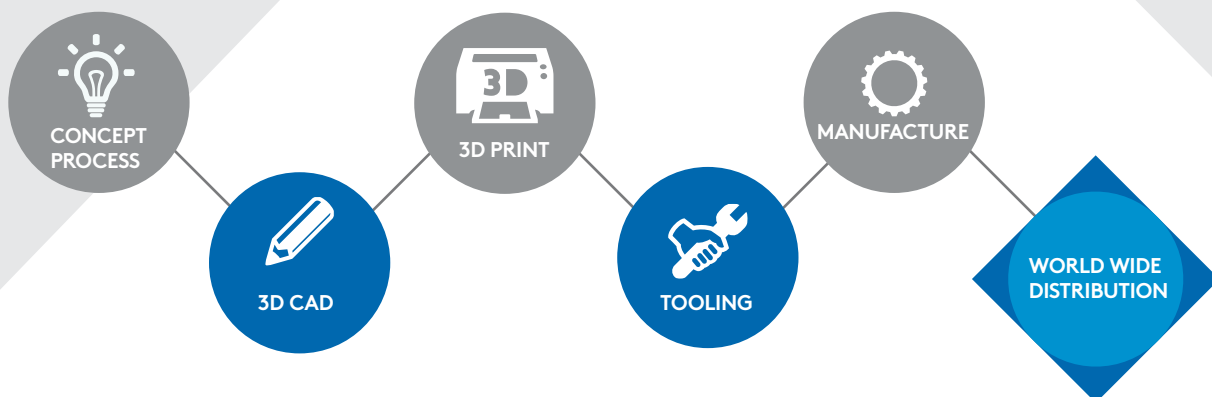 CONCEPT
PROCESS
3D CAD
3D
3D PRINT
TOOLING
MANUFACTURE
WORLD WIDE
DISTRIBUTION